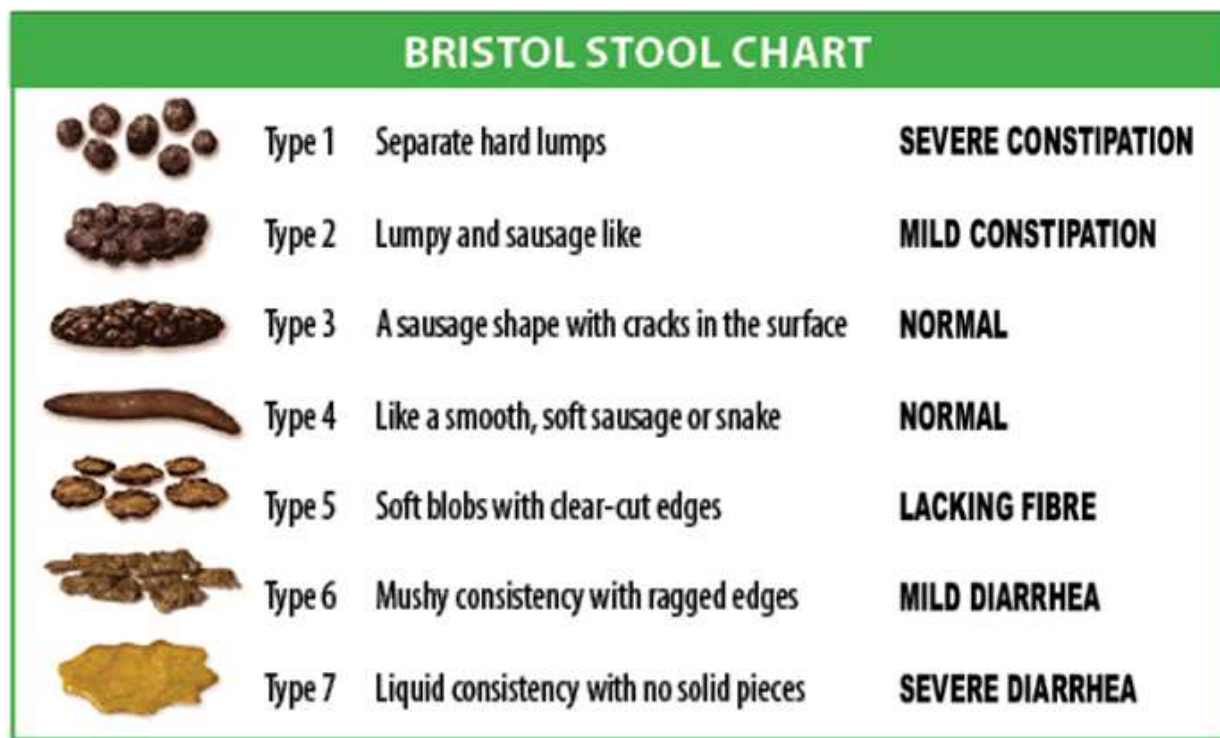 BRISTOL STOOL CHART
Type 1 Separate hard lumps SEVERE CONSTIPATION
Type 2 Lumpy and sausage like MILD CONSTIPATION
Type 3 A sausage shape with cracks in the surface NORMAL
Type 4 Like a smooth, soft sausage or snake NORMAL
Type 5 Soft blobs with clear-cut edges LACKING FIBRE
Type 6 Mushy consistency with ragged edges MILD DIARRHEA
Type 7 Liquid consistency with no solid pieces SEVERE DIARRHEA